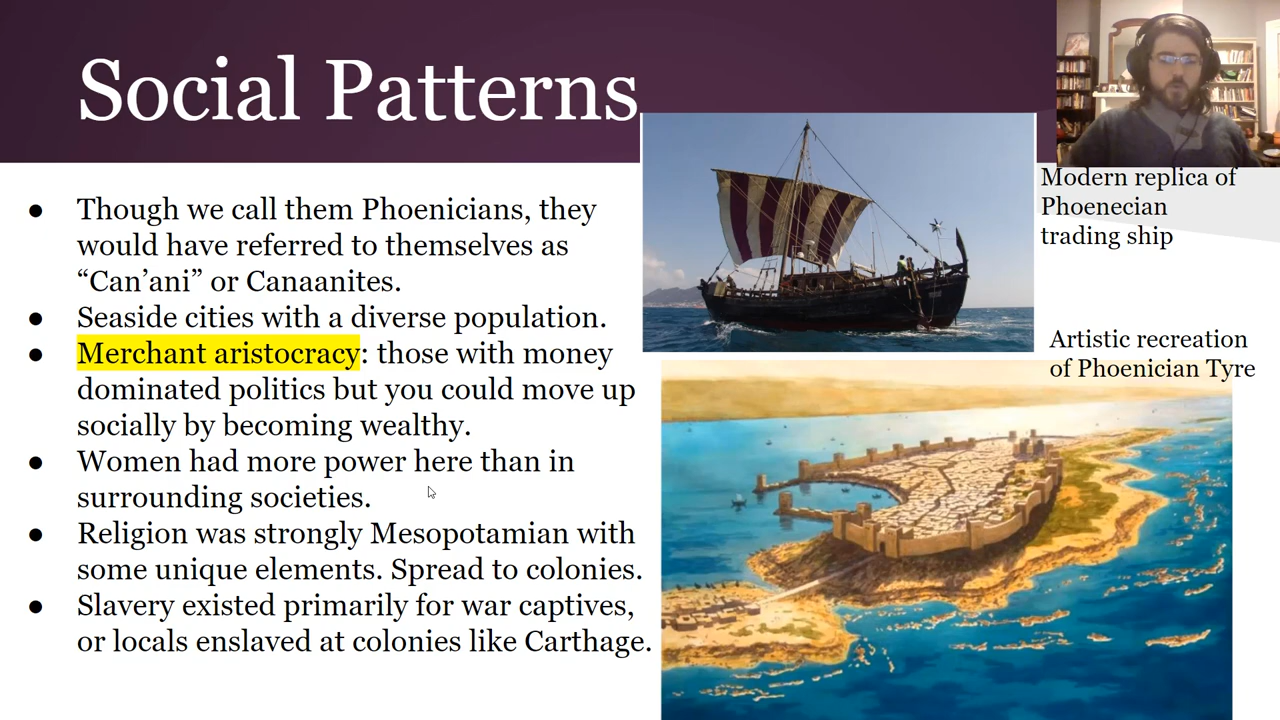 Social Patterns
● Though we call them Phoenicians, they
would have referred to themselves as
“Can’ani” or Canaanites.
● Seaside cities with a diverse population.
● Merchant aristocracy: those with money
dominated politics but you could move up
socially by becoming wealthy.
● Women had more power here than in
surrounding societies.
● Religion was strongly Mesopotamian with
some unique elements. Spread to colonies.
● Slavery existed primarily for war captives,
or locals enslaved at colonies like Carthage.
Modern replica of
Phoenecian
trading ship
Artistic recreation
of Phoenician Tyre